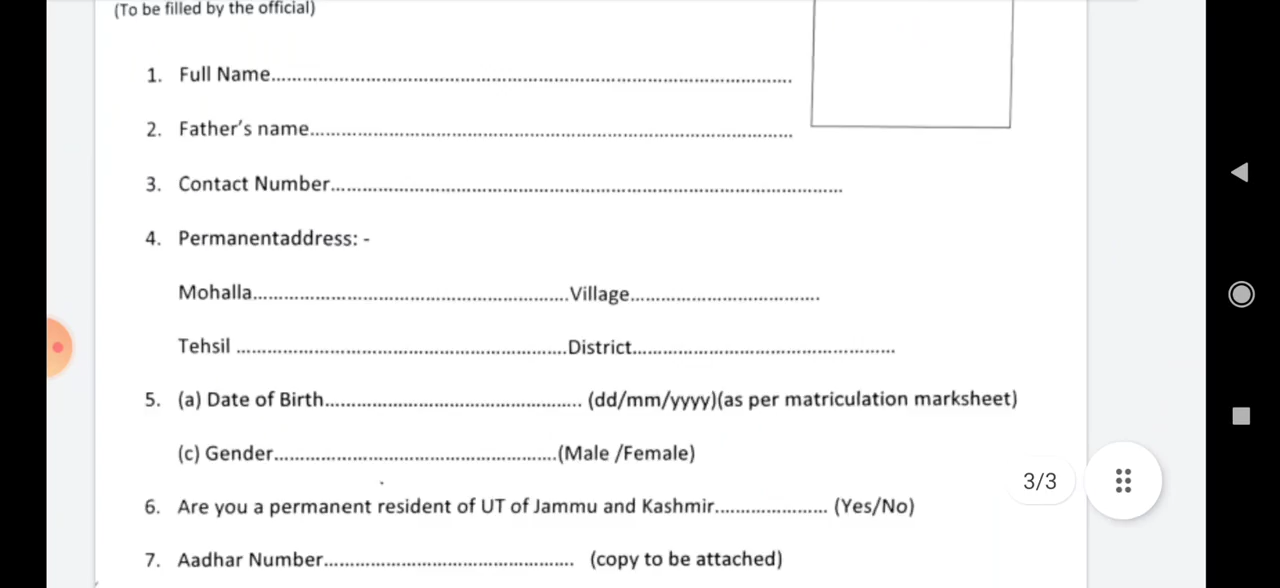 (To be filled by the official)
1. Full Name....................................................................................
2. Father's name..............................................................................
3. Contact Number..................................................................................
4. Permanentaddress: -
Mohalla...................................................Village..............................
Tehsil .....................................................District..........................................
5. (a) Date of Birth......................................... (dd/mm/yyyy)(as per matriculation marksheet)
(c) Gender.............................................(Male /Female)
6. Are you a permanent resident of UT of Jammu and Kashmir...................... (Yes/No)
7. Aadhar Number........................................ (copy to be attached)
3/3